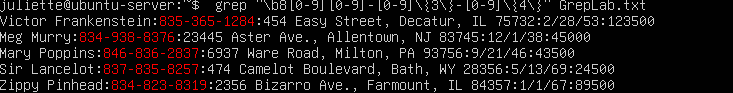 juliette@ubuntu-server:~$ grep "\b8[0-9][0-9]-[0-9]\{3\}-[0-9]\{4\}" GrepLab.txt
Victor Frankenstein:835-365-1284:454 Easy Street, Decatur, IL 75732:2/28/53:123500
Meg Murry:834-938-8376:23445 Aster Ave., Allentown, NJ 83745:12/1/38:45000
Mary Poppins:846-836-2837:6937 Ware Road, Milton, PA 93756:9/21/46:43500
Sir Lancelot:837-835-8257:474 Camelot Boulevard, Bath, WY 28356:5/13/69:24500
Zippy Pinhead:834-823-8319:2356 Bizarro Ave., Farmount, IL 84357:1/1/67:89500